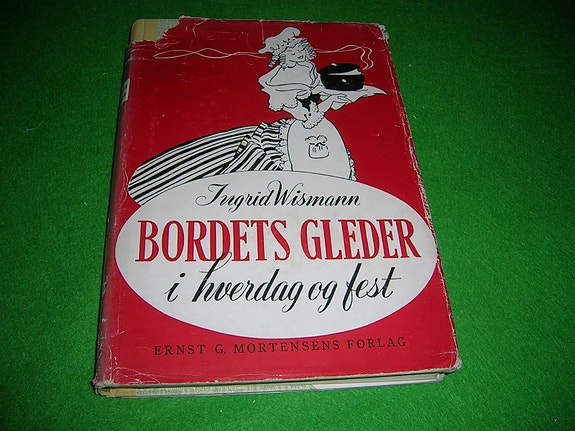 Ingrid Wismann
BORDETS GLEDER
i hverdag og fest
ERNST G. MORTENSENS FORLAG